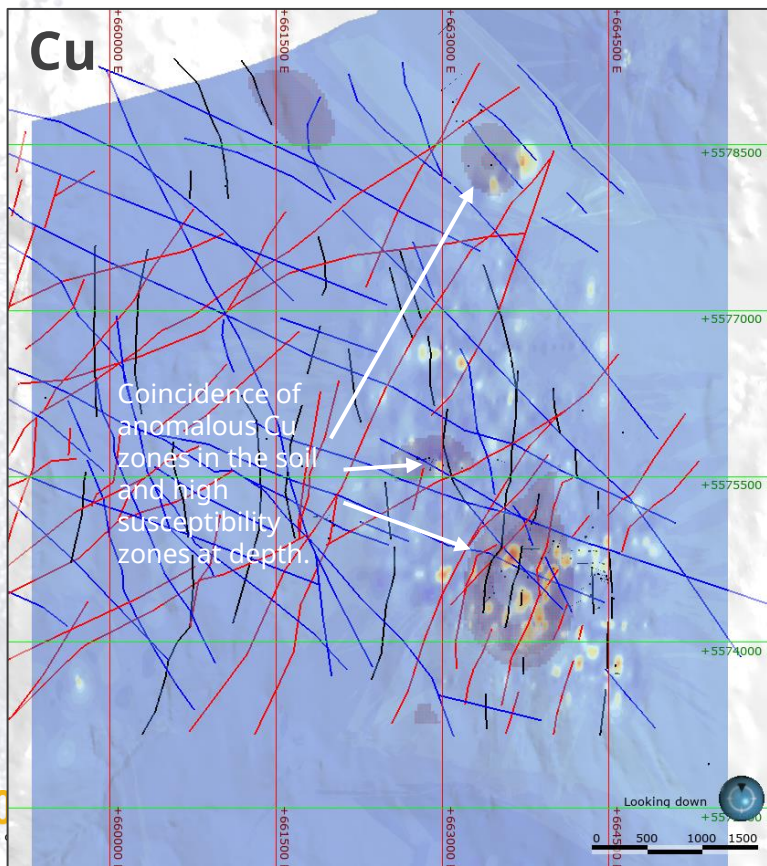 Cu
+660000 E
+661500 E
+663000 E
+664500 E
+5578500
+5577000
Coincidence of
anomalous Cu
zones in the soil
and high
susceptibility
zones at depth.
+5575500
+5574000
Looking down
0 500 1000 1500
+660000 E
+661500 E
+663000 E